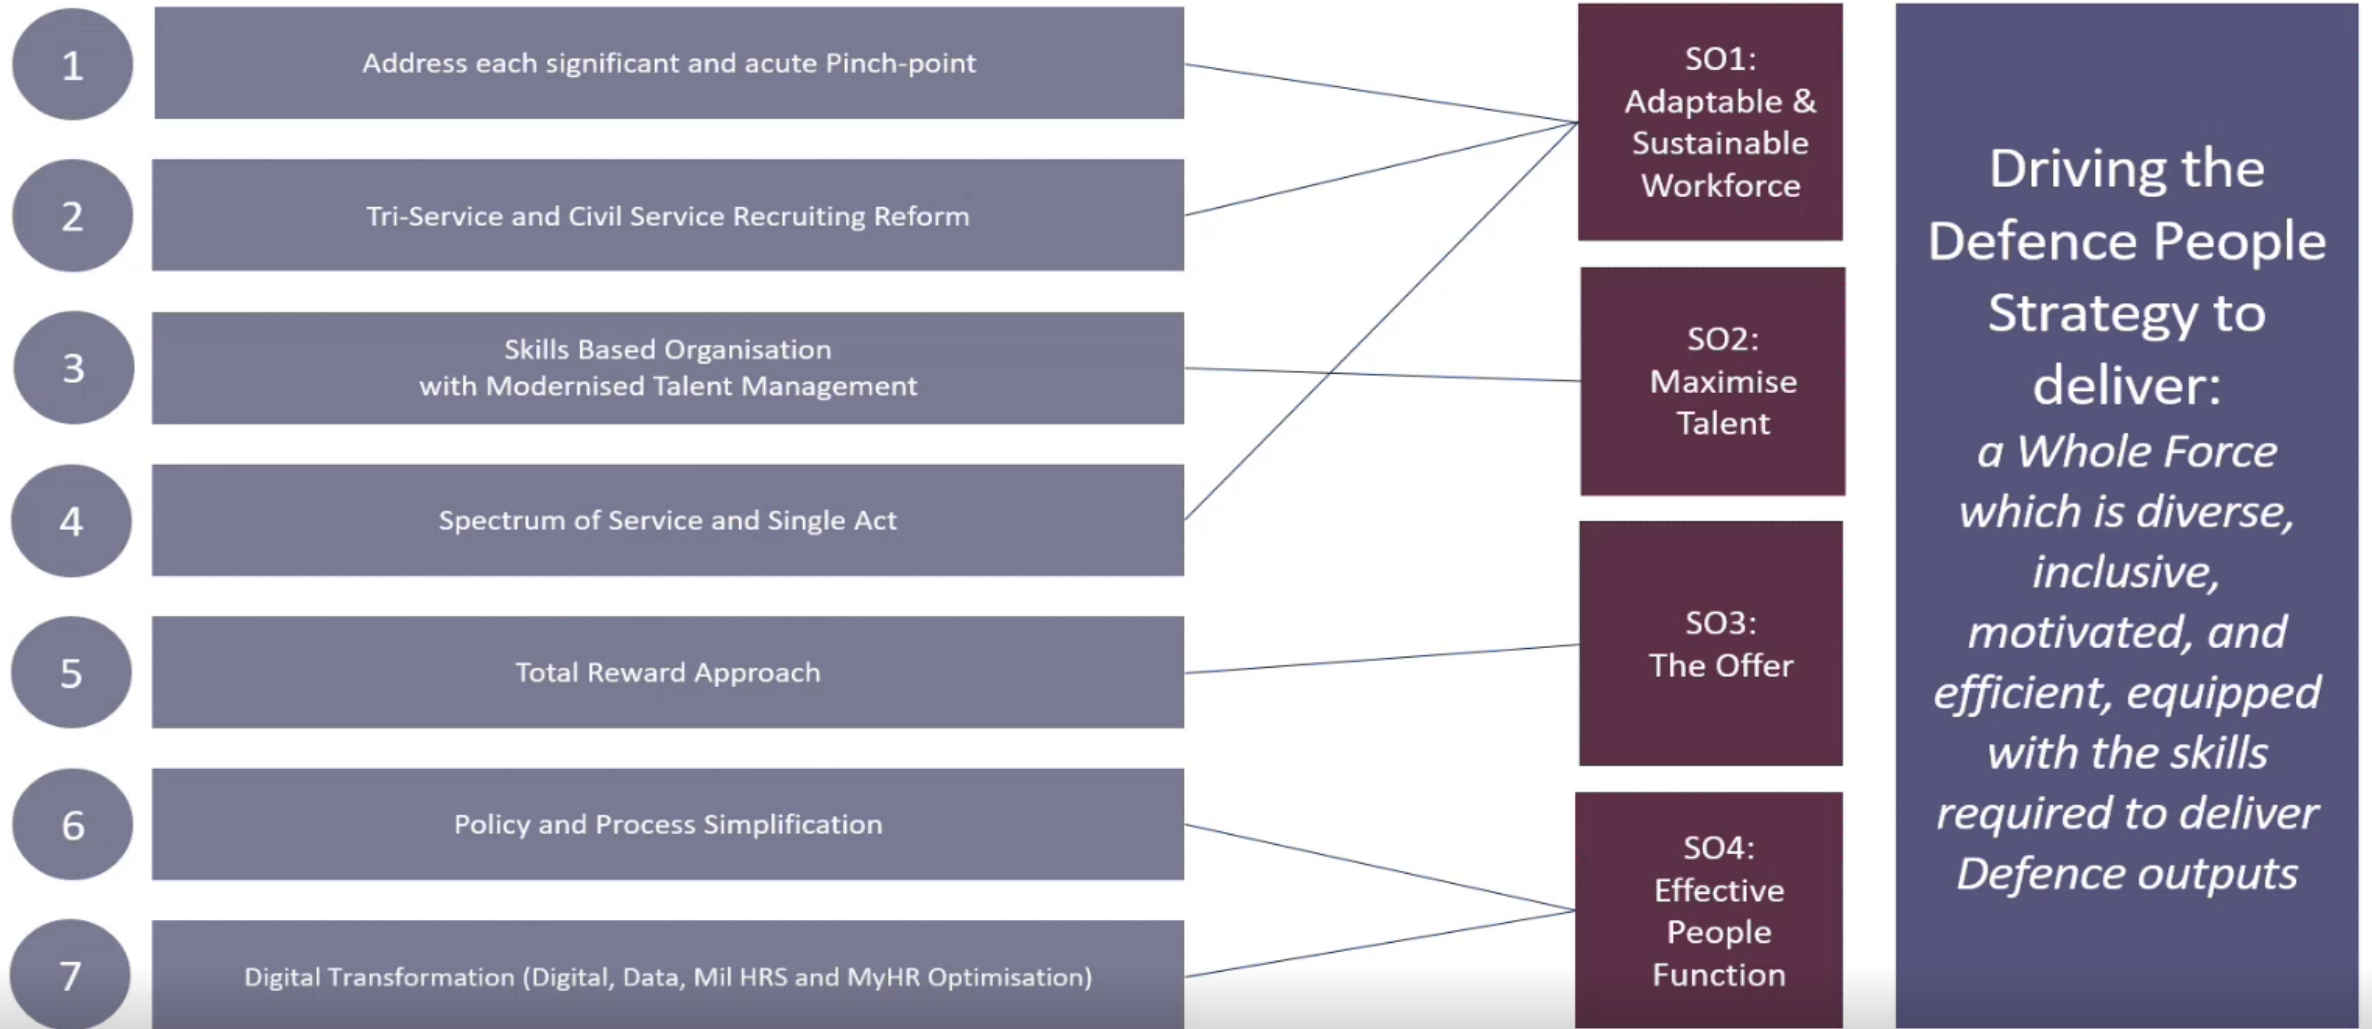 1
Address each significant and acute Pinch-point
2
Tri-Service and Civil Service Recruiting Reform
3
Skills Based Organisation
with Modernised Talent Management
4
Spectrum of Service and Single Act
5
Total Reward Approach
6
Policy and Process Simplification
7
Digital Transformation (Digital, Data, Mil HRS and MyHR Optimisation)
SO1:
Adaptable &
Sustainable
Workforce
SO2:
Maximise
Talent
SO3:
The Offer
SO4:
Effective
People
Function
Driving the
Defence People
Strategy to
deliver:
a Whole Force
which is diverse,
inclusive,
motivated, and
efficient, equipped
with the skills
required to deliver
Defence outputs